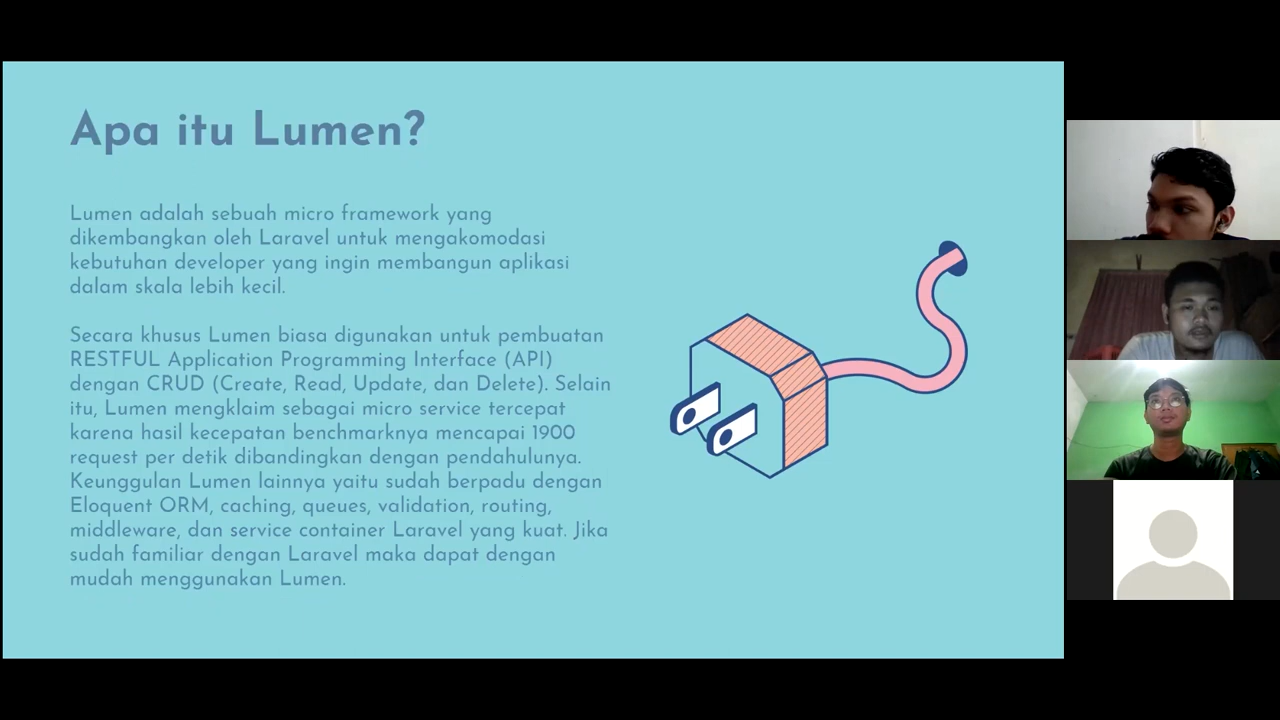 Apa itu Lumen?
Lumen adalah sebuah micro framework yang
dikembangkan oleh Laravel untuk mengakomodasi
kebutuhan developer yang ingin membangun aplikasi
dalam skala lebih kecil.
Secara khusus Lumen biasa digunakan untuk pembuatan
RESTFUL Application Programming Interface (API)
dengan CRUD (Create, Read, Update, dan Delete). Selain
itu, Lumen mengklaim sebagai micro service tercepat
karena hasil kecepatan benchmarknya mencapai 1900
request per detik dibandingkan dengan pendahulunya.
Keunggulan Lumen lainnya yaitu sudah berpadu dengan
Eloquent ORM, caching, queues, validation, routing,
middleware, dan service container Laravel yang kuat. Jika
sudah familiar dengan Laravel maka dapat dengan
mudah menggunakan Lumen.